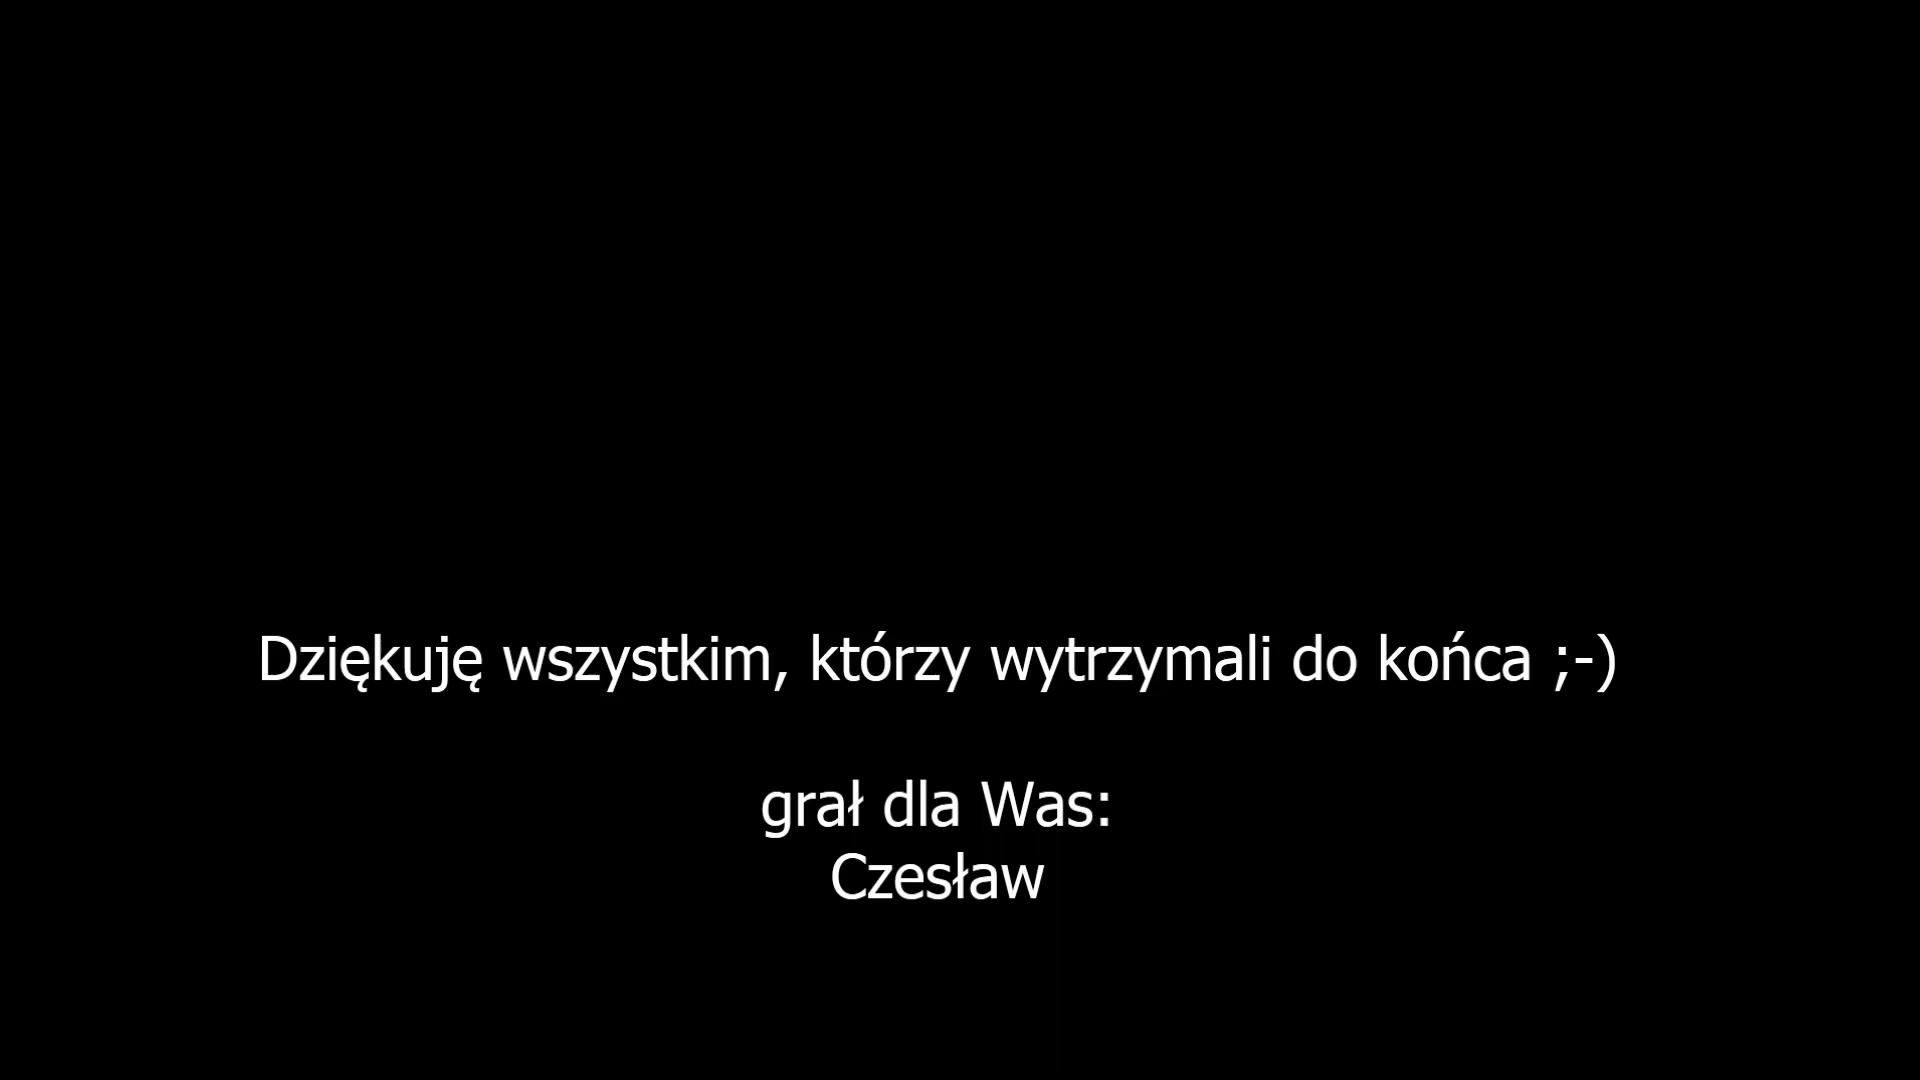 Dziękuję wszystkim, którzy wytrzymali do końca ;-)
grał dla Was:
Czesław